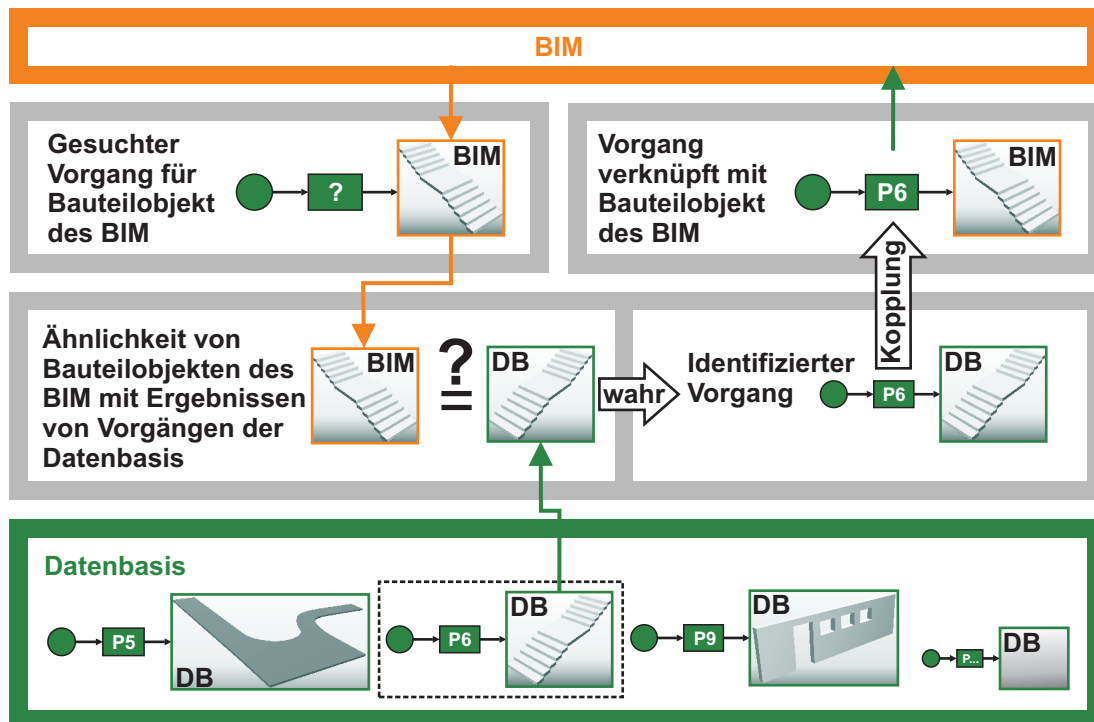 BIM
Gesuchter
Vorgang für
Bauteilobjekt
des BIM
?
BIM
Vorgang
verknüpft mit
Bauteilobjekt
des BIM
P6
BIM
Kopplung
Ähnlichkeit von
Bauteilobjekten des
BIM mit Ergebnissen
von Vorgängen der
Datenbasis
BIM
?
=
DB
wahr
Identifizierter
Vorgang
P6
DB
Datenbasis
P5
DB
P6
DB
P9
DB
P...
DB